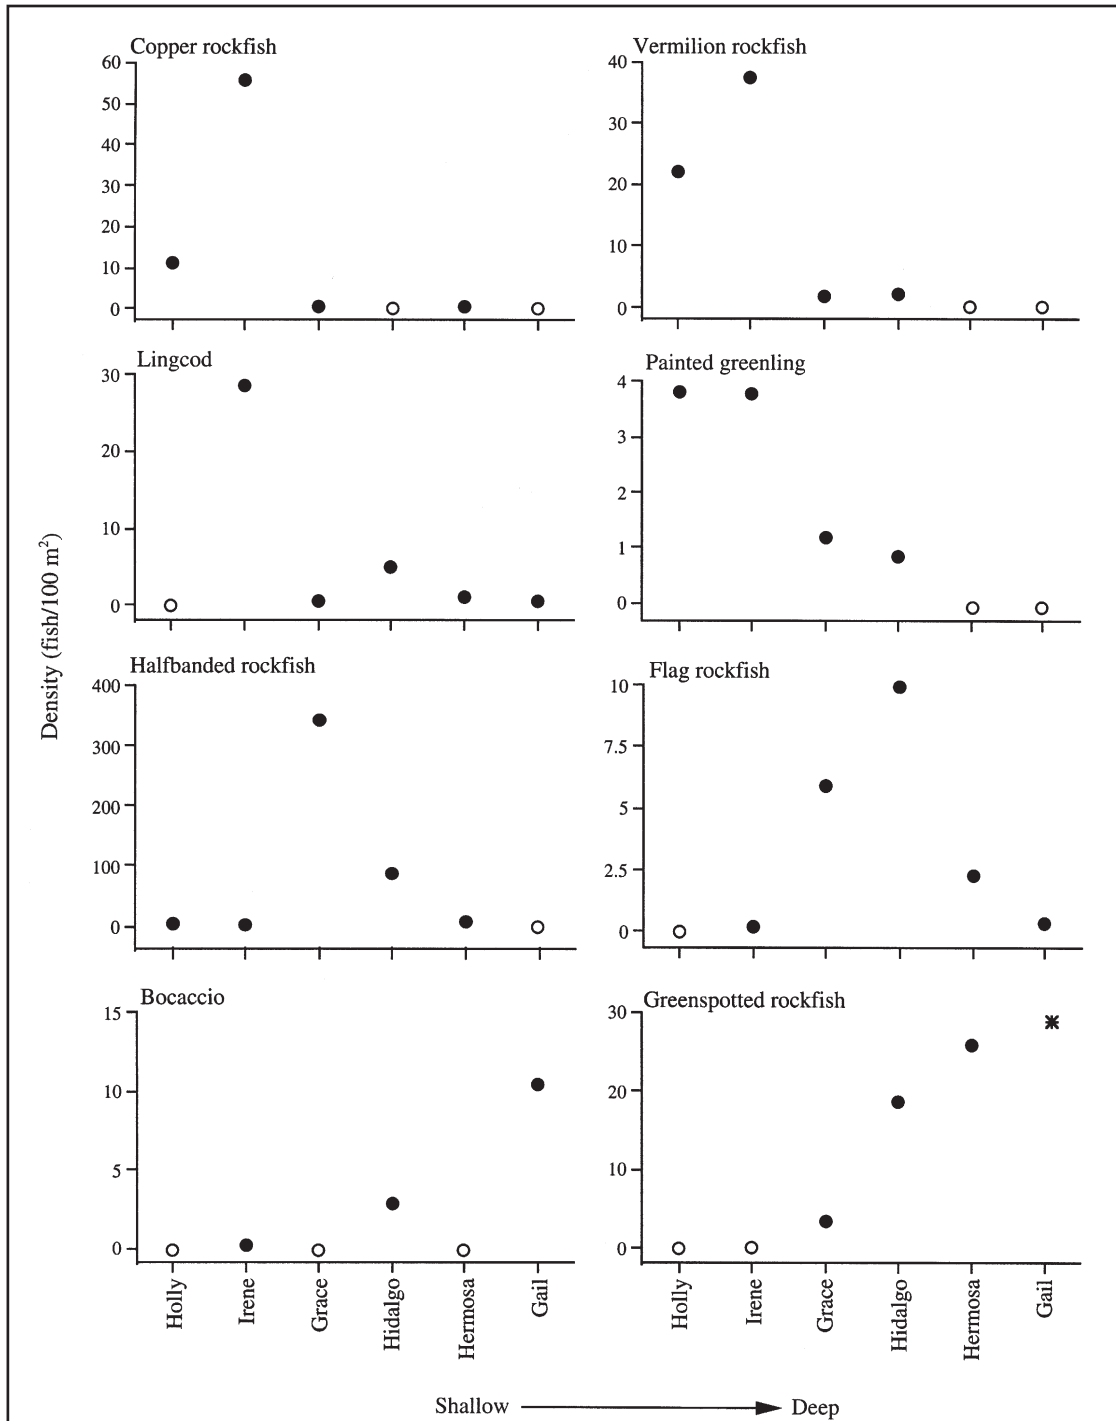 Copper rockfish
60
50
40
30
20
10
0
Vermilion rockfish
40
30
20
10
0
Lingcod
30
20
10
0
Painted greenling
4
3
2
1
0
Density (fish/100 m²)
Halfbanded rockfish
400
300
200
100
0
Flag rockfish
10
7.5
5
2.5
0
Bocaccio
15
10
5
0
Holly
Irene
Grace
Hidalgo
Hermosa
Gail
Greenspotted rockfish
30
20
10
0
Holly
Irene
Grace
Hidalgo
Hermosa
Gail
Shallow Deep